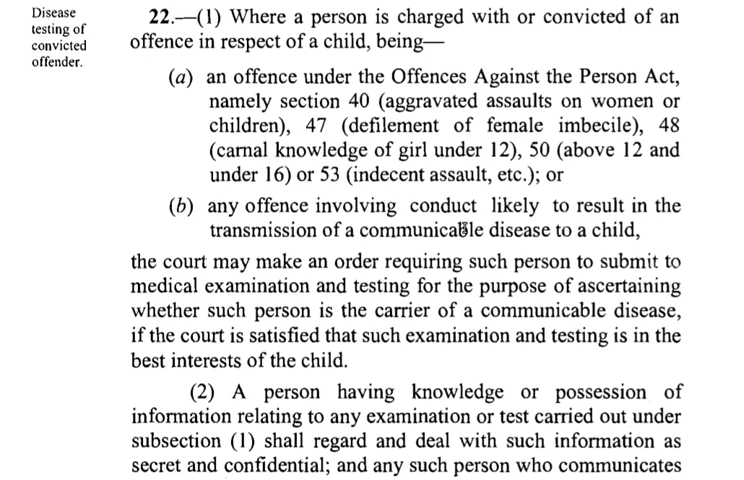 Disease
testing of
convicted
offender.
22.—(1) Where a person is charged with or convicted of an
offence in respect of a child, being—
(a) an offence under the Offences Against the Person Act,
namely section 40 (aggravated assaults on women or
children), 47 (defilement of female imbecile), 48
(carnal knowledge of girl under 12), 50 (above 12 and
under 16) or 53 (indecent assault, etc.); or
(b) any offence involving conduct likely to result in the
transmission of a communicable disease to a child,
the court may make an order requiring such person to submit to
medical examination and testing for the purpose of ascertaining
whether such person is the carrier of a communicable disease,
if the court is satisfied that such examination and testing is in the
best interests of the child.
(2) A person having knowledge or possession of
information relating to any examination or test carried out under
subsection (1) shall regard and deal with such information as
secret and confidential; and any such person who communicates